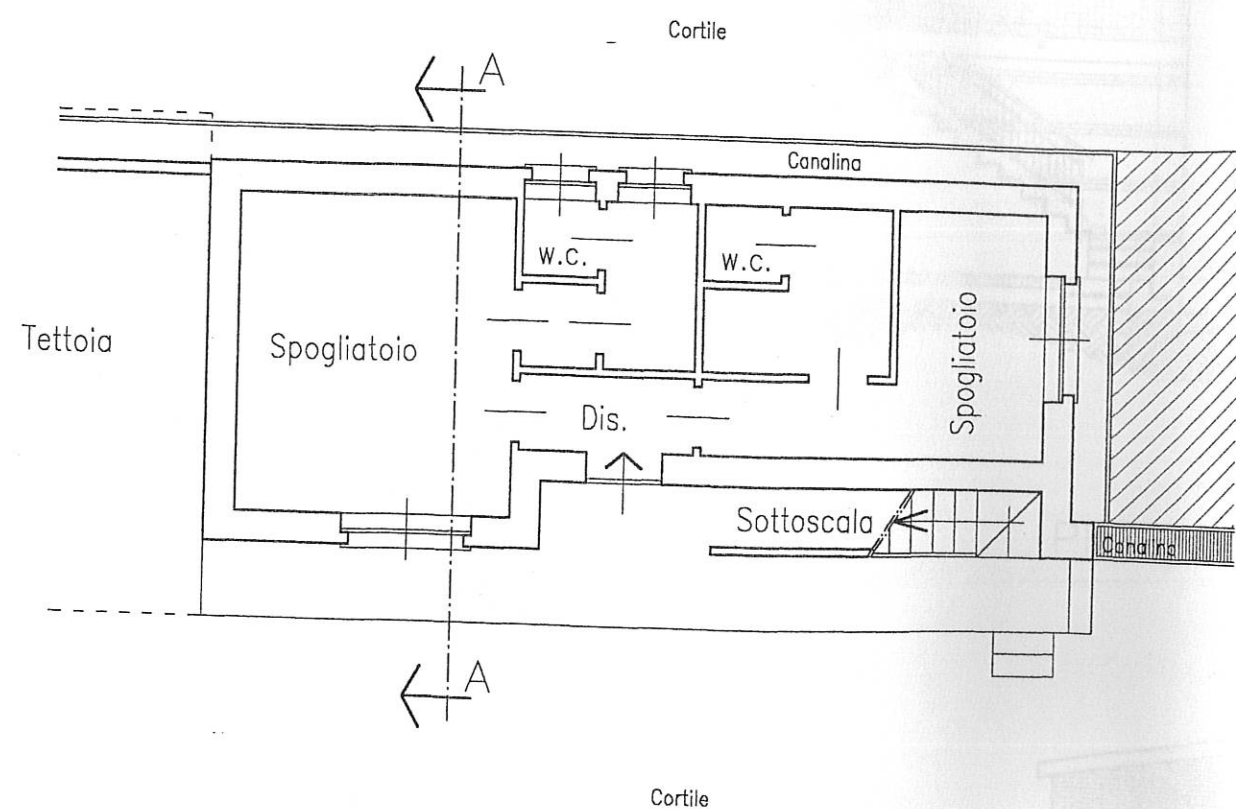 Cortile
A
Canalina
W.C.
W.C.
Tettoia
Spogliatoio
Spogliatoio
Dis.
Sottoscala
Canalina
A
Cortile